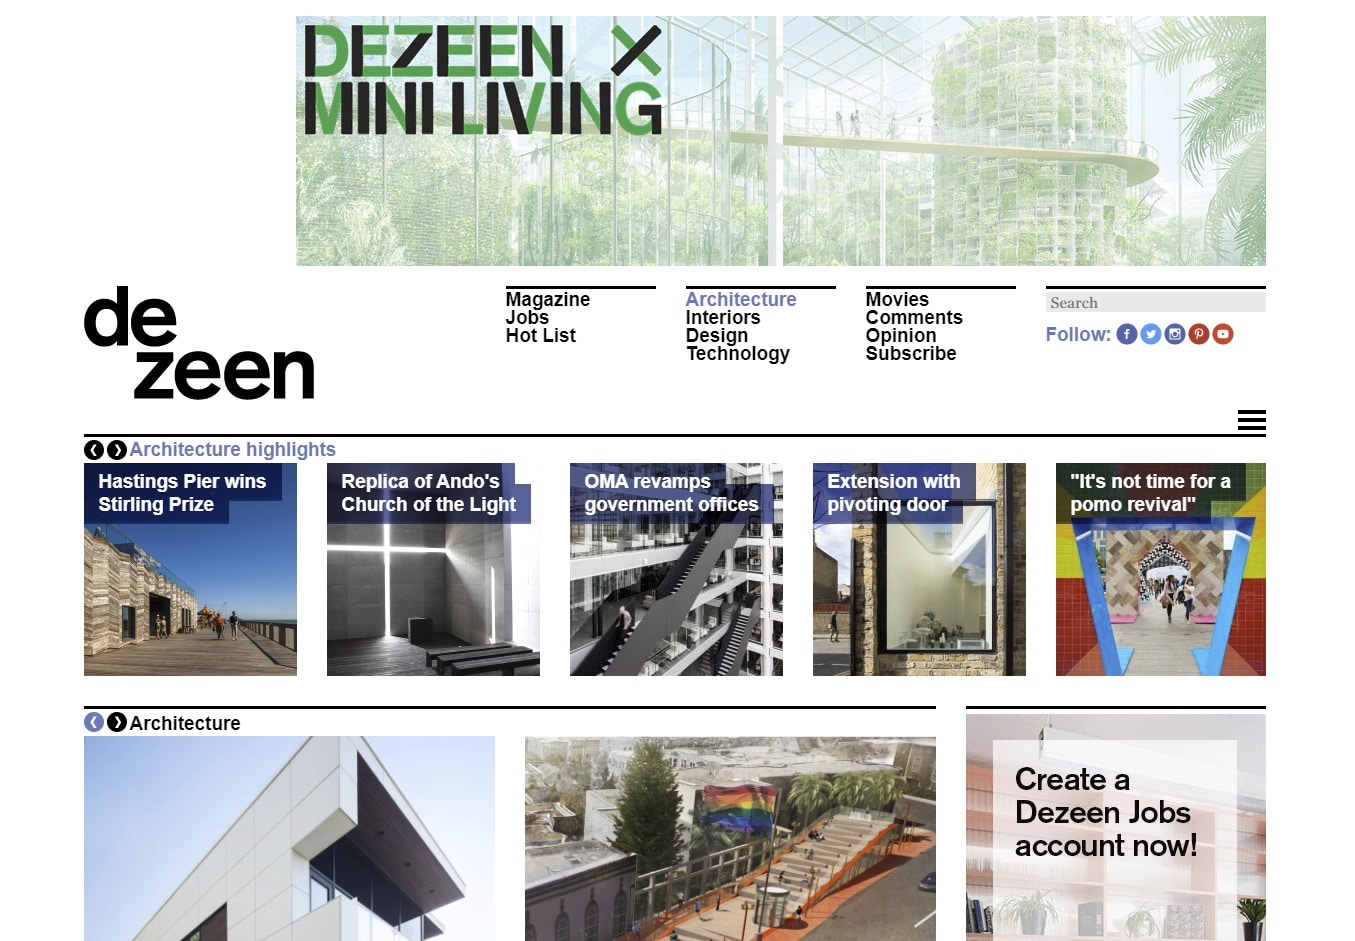 DEZEEN X
MINI LIVING
de
zeen
Magazine
Jobs
Hot List
Architecture
Interiors
Design
Technology
Movies
Comments
Opinion
Subscribe
Search
Follow:
Architecture highlights
Hastings Pier wins
Stirling Prize
Replica of Ando's
Church of the Light
OMA revamps
government offices
Extension with
pivoting door
"It's not time for a
pomo revival"
Architecture
Create a
Dezeen Jobs
account now!